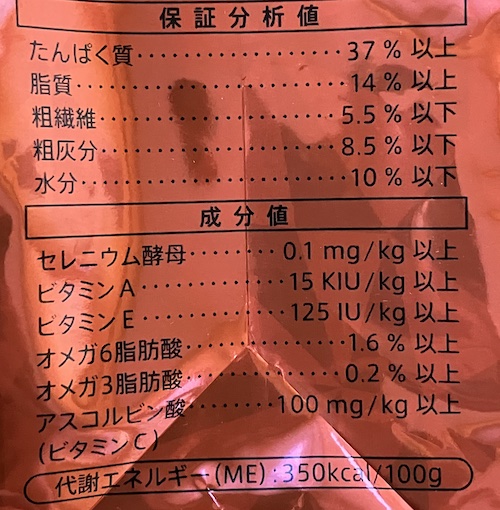 保証分析値
たんぱく質・・・・・・・・・・・・・・・・・・37 % 以上
脂質・・・・・・・・・・・・・・・・・・・・・・14 % 以上
粗繊維・・・・・・・・・・・・・・・・・・・・5.5 % 以下
粗灰分・・・・・・・・・・・・・・・・・・・・8.5 % 以下
水分・・・・・・・・・・・・・・・・・・・・・・10 % 以下
成分値
セレニウム酵母・・・・・・・・0.1 mg/kg 以上
ビタミンA・・・・・・・・・・・・・15 KIU/kg 以上
ビタミンE・・・・・・・・・・・・・125 IU/kg 以上
オメガ6脂肪酸・・・・・・・・・・・・・・1.6 % 以上
オメガ3脂肪酸・・・・・・・・・・・・・・0.2 % 以上
アスコルビン酸・・・・・・・・100 mg/kg 以上
(ビタミンC)
代謝エネルギー(ME):350kcal/100g